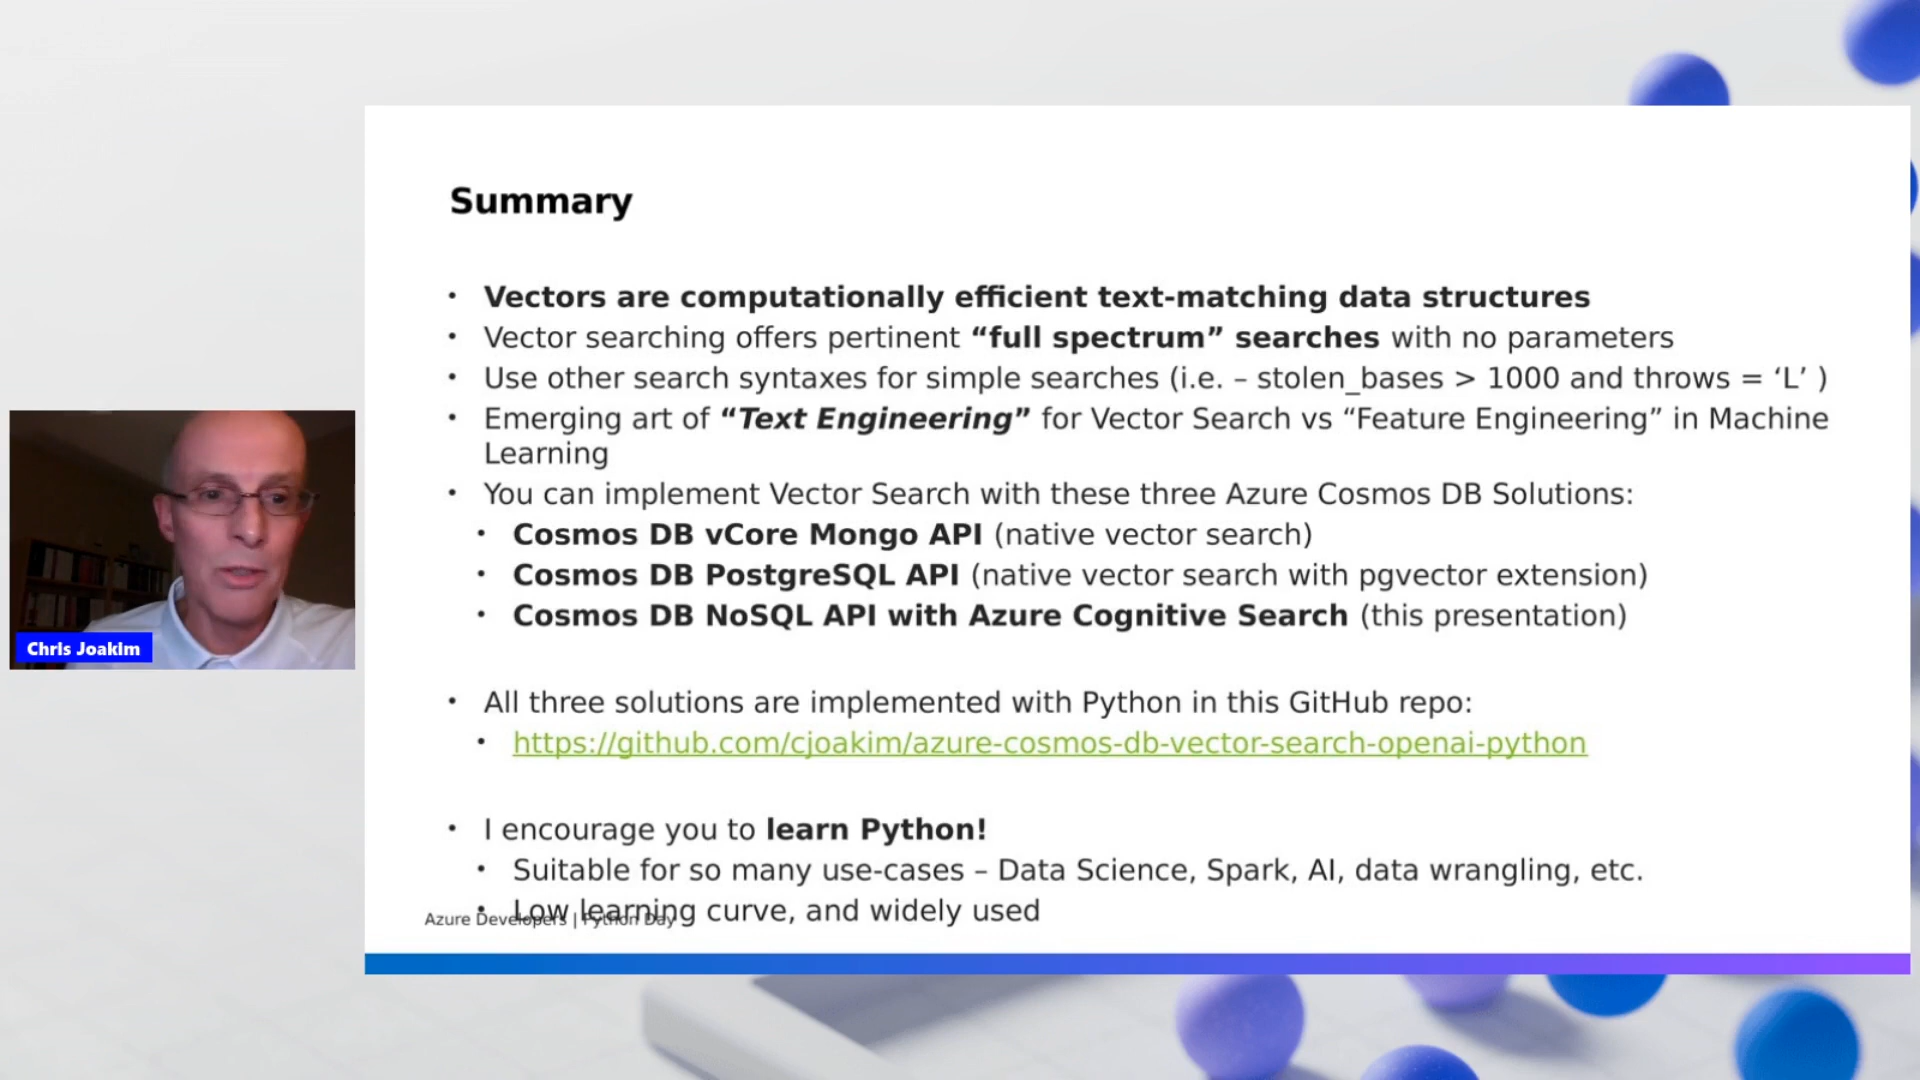 Summary
• Vectors are computationally efficient text-matching data structures
• Vector searching offers pertinent “full spectrum” searches with no parameters
• Use other search syntaxes for simple searches (i.e. – stolen_bases > 1000 and throws = ‘L’ )
• Emerging art of “Text Engineering” for Vector Search vs “Feature Engineering” in Machine
Learning
• You can implement Vector Search with these three Azure Cosmos DB Solutions:
• Cosmos DB vCore Mongo API (native vector search)
• Cosmos DB PostgreSQL API (native vector search with pgvector extension)
• Cosmos DB NoSQL API with Azure Cognitive Search (this presentation)
• All three solutions are implemented with Python in this GitHub repo:
• https://github.com/cjoakim/azure-cosmos-db-vector-search-openai-python
• I encourage you to learn Python!
• Suitable for so many use-cases – Data Science, Spark, AI, data wrangling, etc.
• Low learning curve, and widely used
Azure Developers | Python Day
Chris Joakim